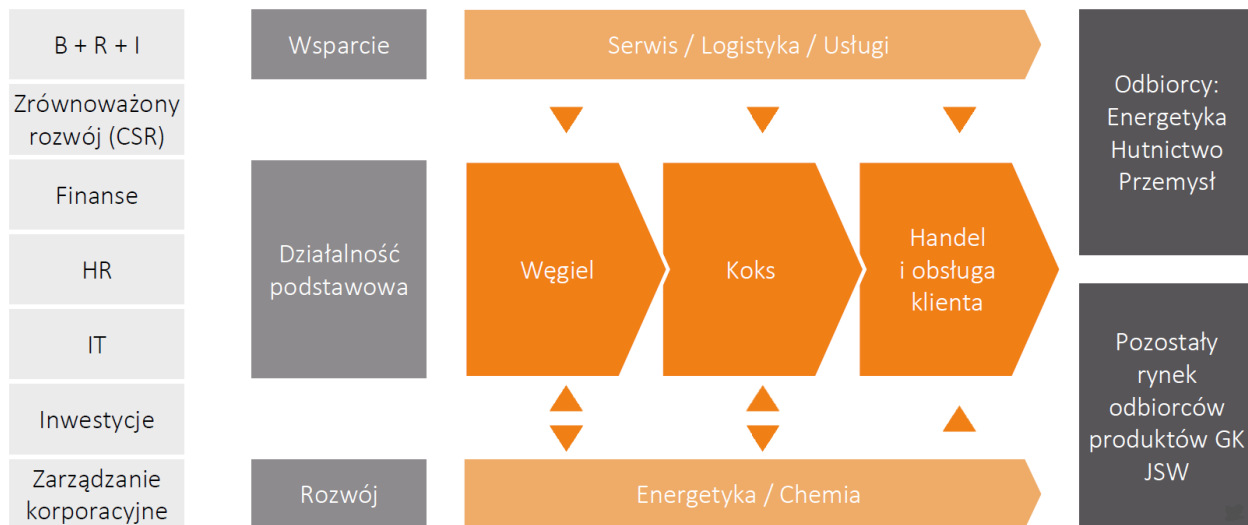 B + R + I
Zrównoważony
rozwój (CSR)
Finanse
HR
IT
Inwestycje
Zarządzanie
korporacyjne
Wsparcie
Działalność
podstawowa
Rozwój
Serwis / Logistyka / Usługi
Węgiel
Koks
Handel
i obsługa
klienta
Energetyka / Chemia
Odbiorcy:
Energetyka
Hutnictwo
Przemysł
Pozostały
rynek
odbiorców
produktów GK
JSW